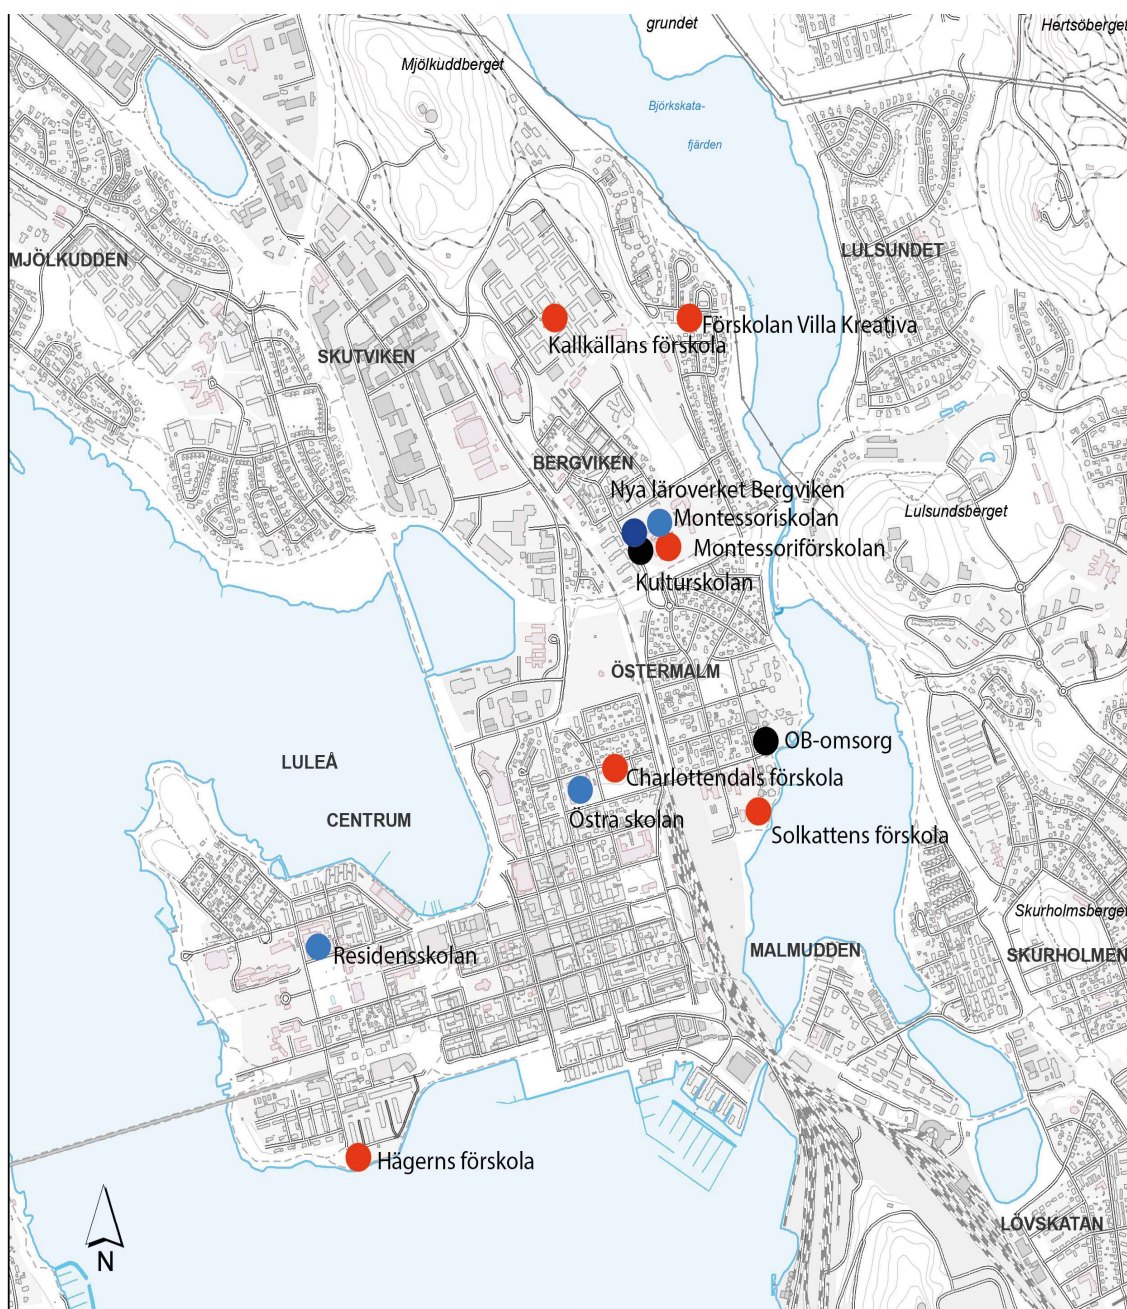 grundet
Hertsöberget
Mjölkuddberget
Björkskata-
fjärden
LULSUNDET
MJÖLKUDDEN
Förskolan Villa Kreativa
Kallkällans förskola
SKUTVIKEN
BERGVIKEN
Nya läroverket Bergviken
Montessoriskolan
Lulsundsberget
Montessoriförskolan
Kulturskolan
ÖSTERMALM
OB-omsorg
LULEÅ
Charlottendals förskola
CENTRUM
Östra skolan
Solkattens förskola
Skurholmsberget
MALMUDDEN
SKURHOLMEN
Residensskolan
Hägerns förskola
LÖVSKATAN
N